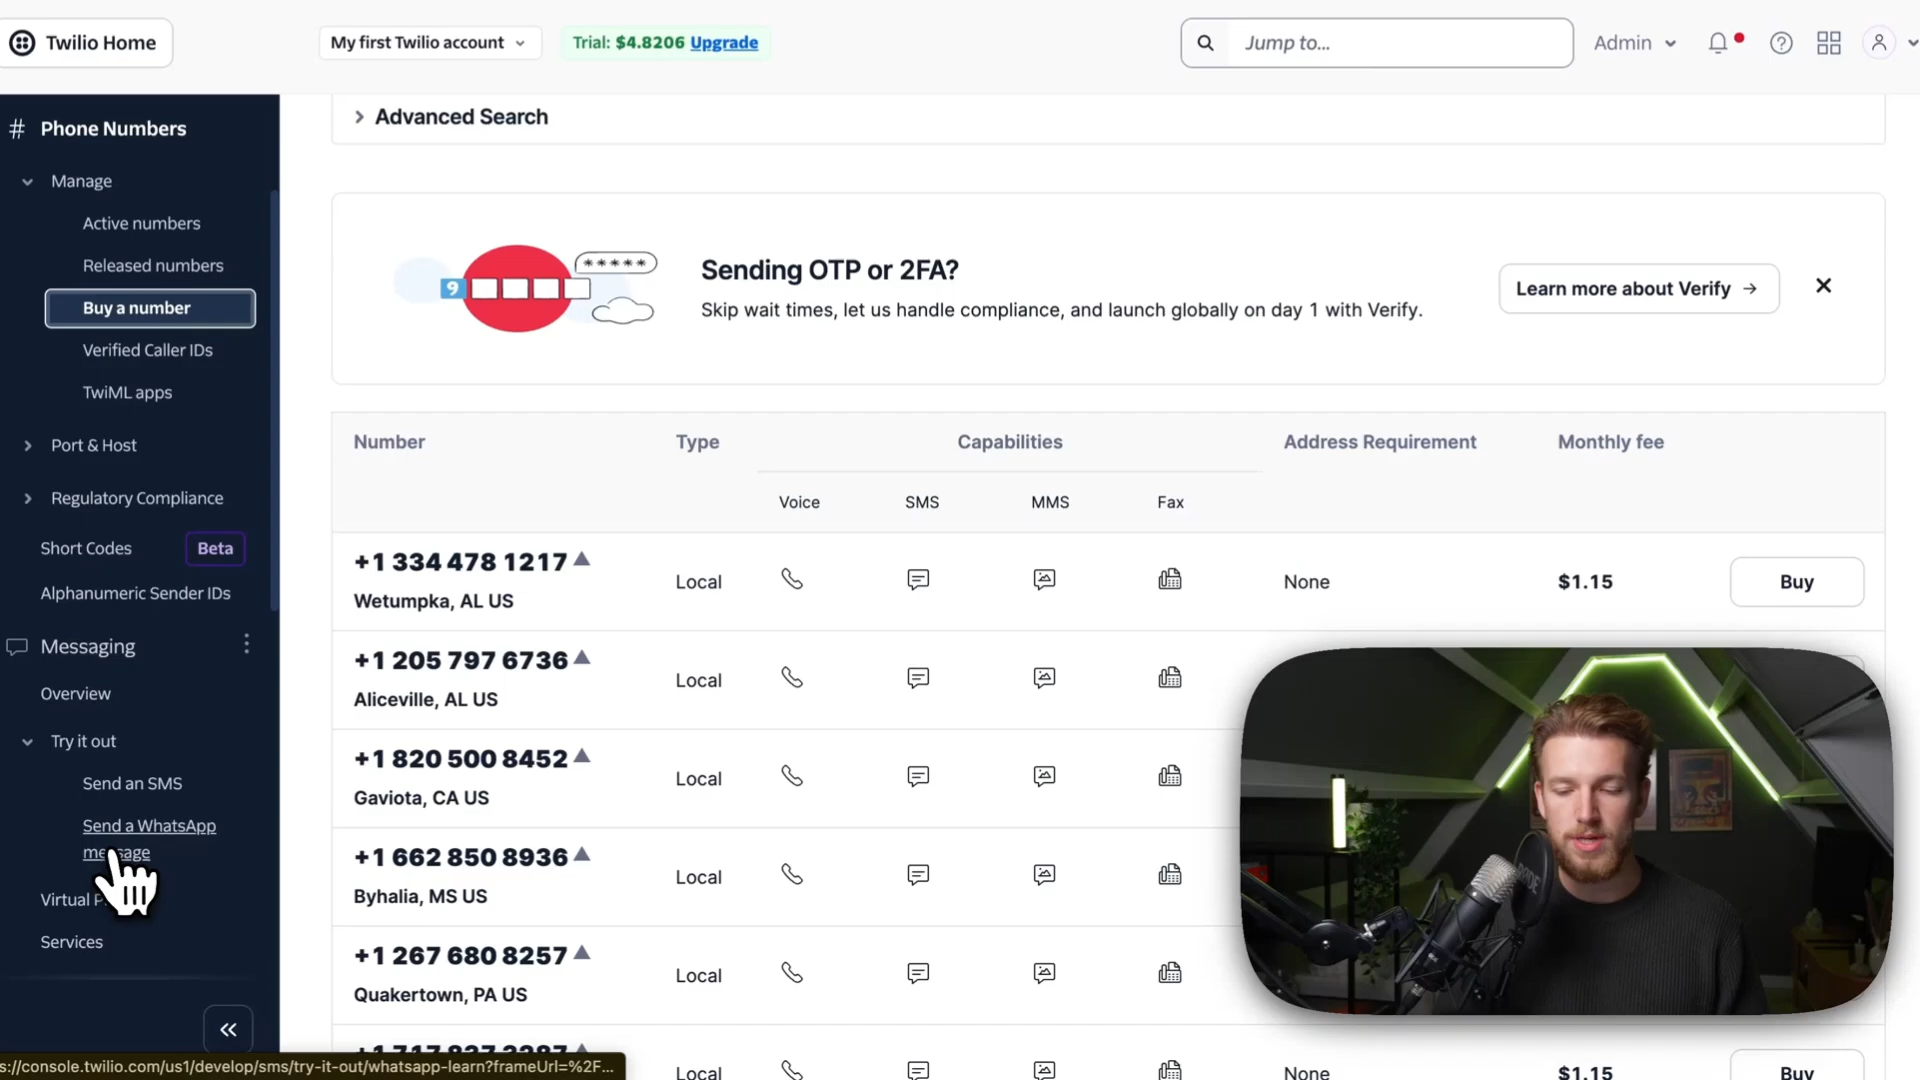 Twilio Home
My first Twilio account
Trial: $4.8206 Upgrade
Jump to...
Admin
# Phone Numbers
Manage
Active numbers
Released numbers
Buy a number
Verified Caller IDs
TwiML apps
Port & Host
Regulatory Compliance
Short Codes Beta
Alphanumeric Sender IDs
Messaging
Overview
Try it out
Send an SMS
Send a WhatsApp
message
Virtual
Services
Advanced Search
9
*****
Sending OTP or 2FA?
Skip wait times, let us handle compliance, and launch globally on day 1 with Verify.
Learn more about Verify →
Number Type Capabilities Address Requirement Monthly fee
Voice SMS MMS Fax
+1 334 478 1217
Wetumpka, AL US
Local None $1.15 Buy
+1 205 797 6736
Aliceville, AL US
Local
+1 820 500 8452
Gaviota, CA US
Local
+1 662 850 8936
Byhalia, MS US
Local
+1 267 680 8257
Quakertown, PA US
Local
Local None $1.15 Buy
s://console.twilio.com/us1/develop/sms/try-it-out/whatsapp-learn?frameUrl=%2F...